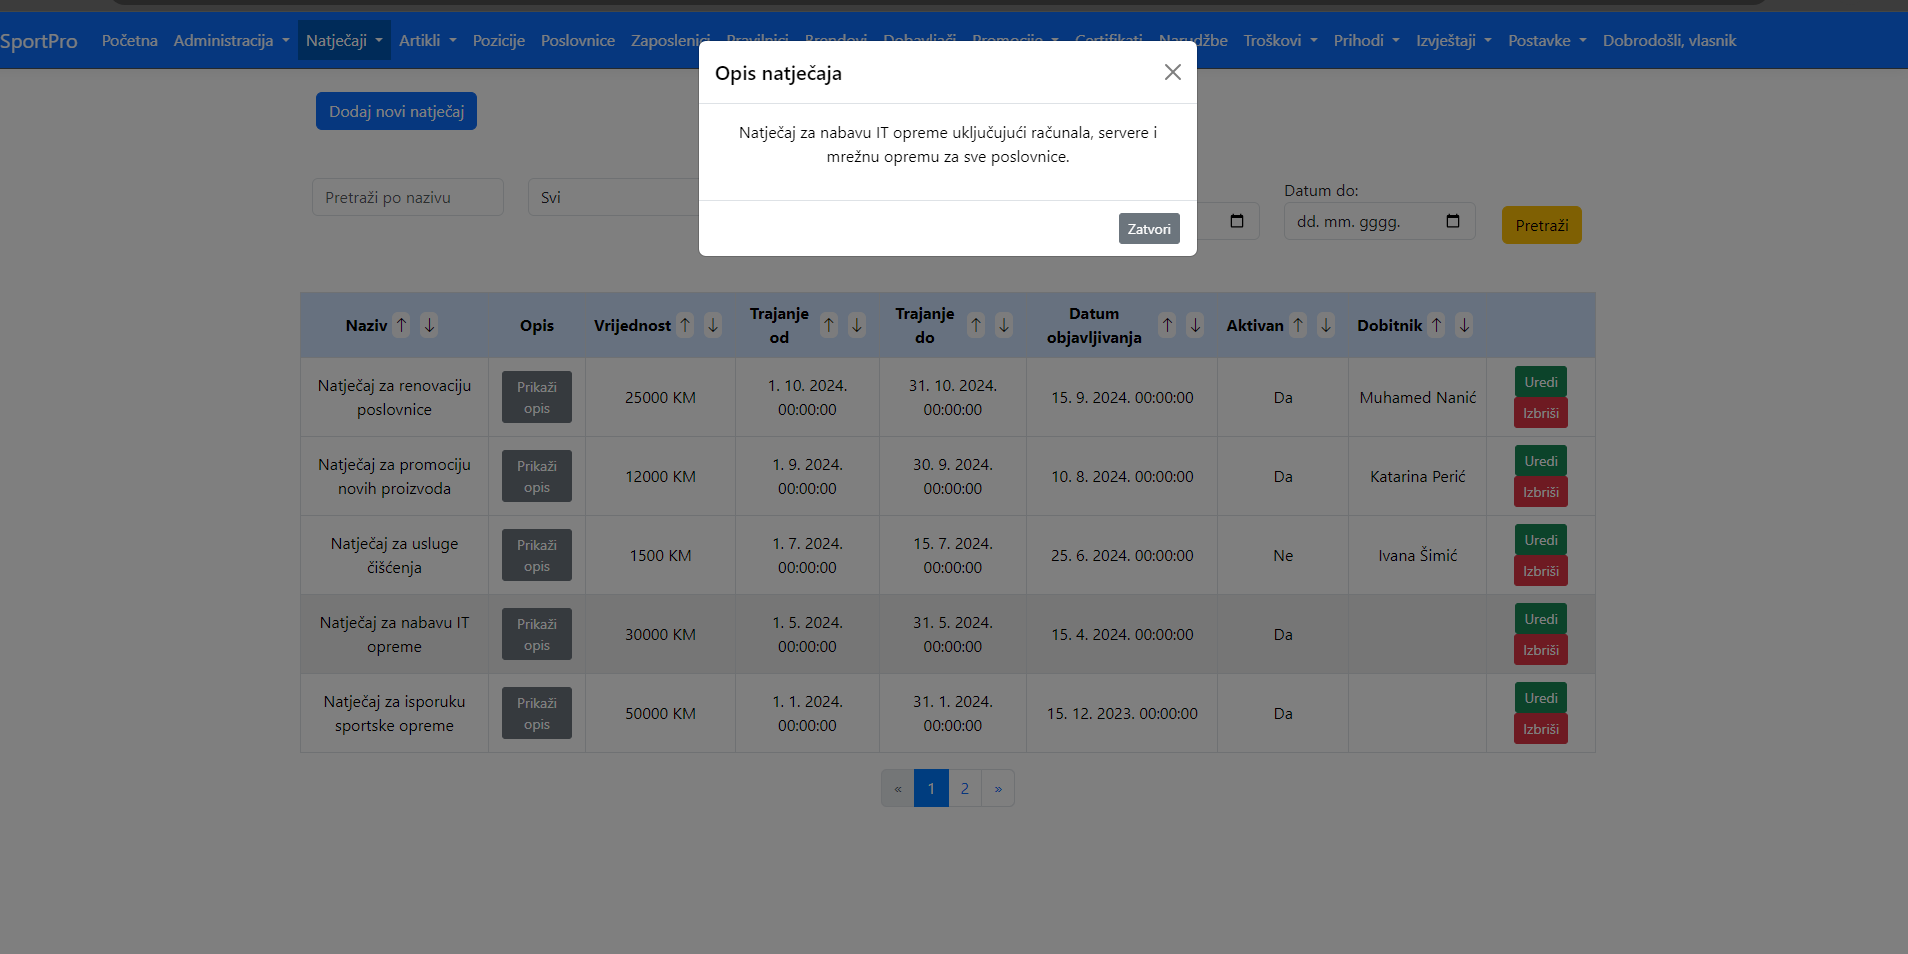 SportPro Početna Administracija Natječaji Artikli Pozicije Poslovnice Zaposlenici Pravilnici Brendovi Dobavljači Promocije Certifikati Narudžbe Troškovi Prihodi Izvještaji Postavke Dobrodošli, vlasnik
Opis natječaja
Natječaj za nabavu IT opreme uključujući računala, servere i
mrežnu opremu za sve poslovnice.
Zatvori
Dodaj novi natječaj
Pretraži po nazivu Svi
Datum do:
dd. mm. gggg. Pretraži
Naziv ↑ ↓ Opis Vrijednost ↑ ↓ Trajanje od ↑ ↓ Trajanje do ↑ ↓ Datum objavljivanja ↑ ↓ Aktivan ↑ ↓ Dobitnik ↑ ↓
Natječaj za renovaciju poslovnice Prikaži opis 25000 KM 1. 10. 2024. 00:00:00 31. 10. 2024. 00:00:00 15. 9. 2024. 00:00:00 Da Muhamed Nanić Uredi Izbriši
Natječaj za promociju novih proizvoda Prikaži opis 12000 KM 1. 9. 2024. 00:00:00 30. 9. 2024. 00:00:00 10. 8. 2024. 00:00:00 Da Katarina Perić Uredi Izbriši
Natječaj za usluge čišćenja Prikaži opis 1500 KM 1. 7. 2024. 00:00:00 15. 7. 2024. 00:00:00 25. 6. 2024. 00:00:00 Ne Ivana Šimić Uredi Izbriši
Natječaj za nabavu IT opreme Prikaži opis 30000 KM 1. 5. 2024. 00:00:00 31. 5. 2024. 00:00:00 15. 4. 2024. 00:00:00 Da Uredi Izbriši
Natječaj za isporuku sportske opreme Prikaži opis 50000 KM 1. 1. 2024. 00:00:00 31. 1. 2024. 00:00:00 15. 12. 2023. 00:00:00 Da Uredi Izbriši
« 1 2 »